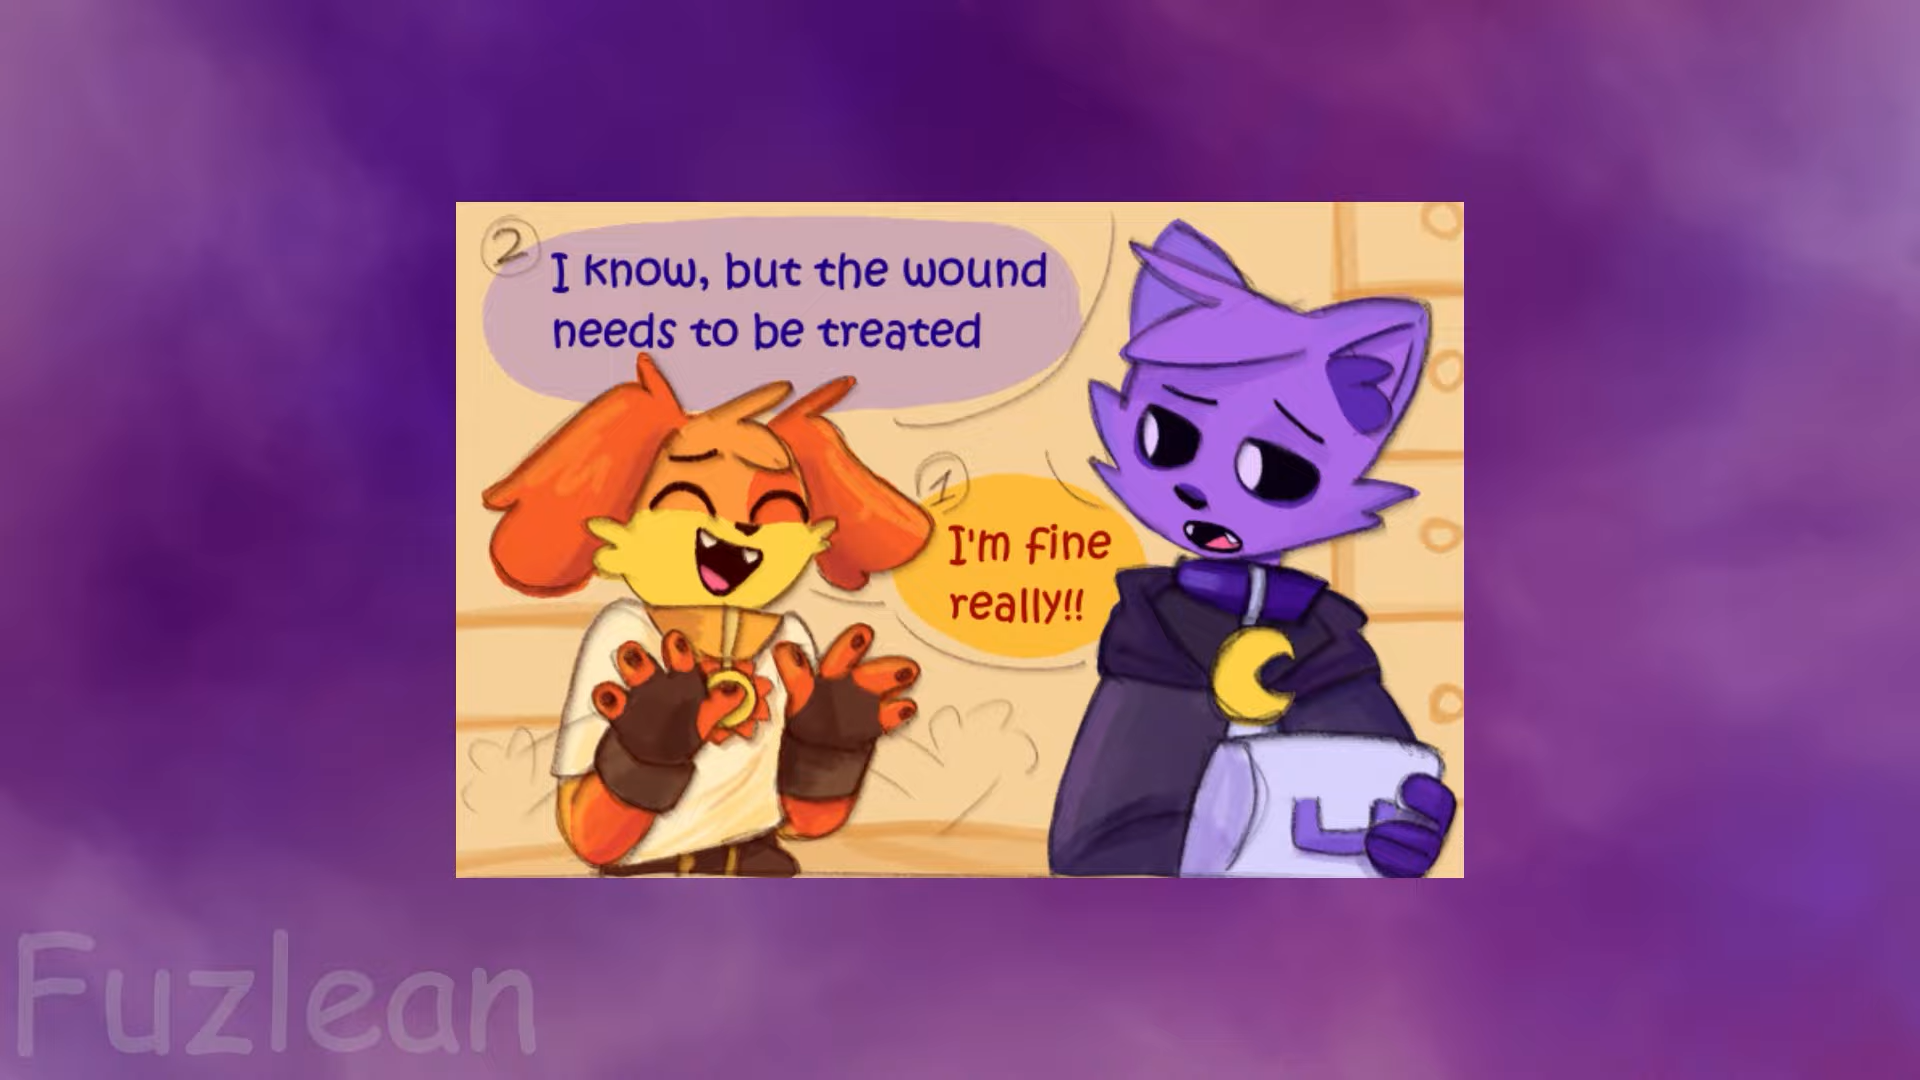 1
I'm fine
really!!
2
I know, but the wound
needs to be treated
Fuzlean